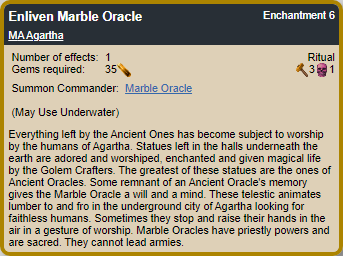 Enliven Marble Oracle Enchantment 6
MA Agartha
Number of effects: 1 Ritual
Gems required: 35 3 1
Summon Commander: Marble Oracle
(May Use Underwater)
Everything left by the Ancient Ones has become subject to worship
by the humans of Agartha. Statues left in the halls underneath the
earth are adored and worshiped, enchanted and given magical life
by the Golem Crafters. The greatest of these statues are the ones of
Ancient Oracles. Some remnant of an Ancient Oracle's memory
gives the Marble Oracle a will and a mind. These telestic animates
lumber to and fro in the underground city of Agartha looking for
faithless humans. Sometimes they stop and raise their hands in the
air in a gesture of worship. Marble Oracles have priestly powers and
are sacred. They cannot lead armies.